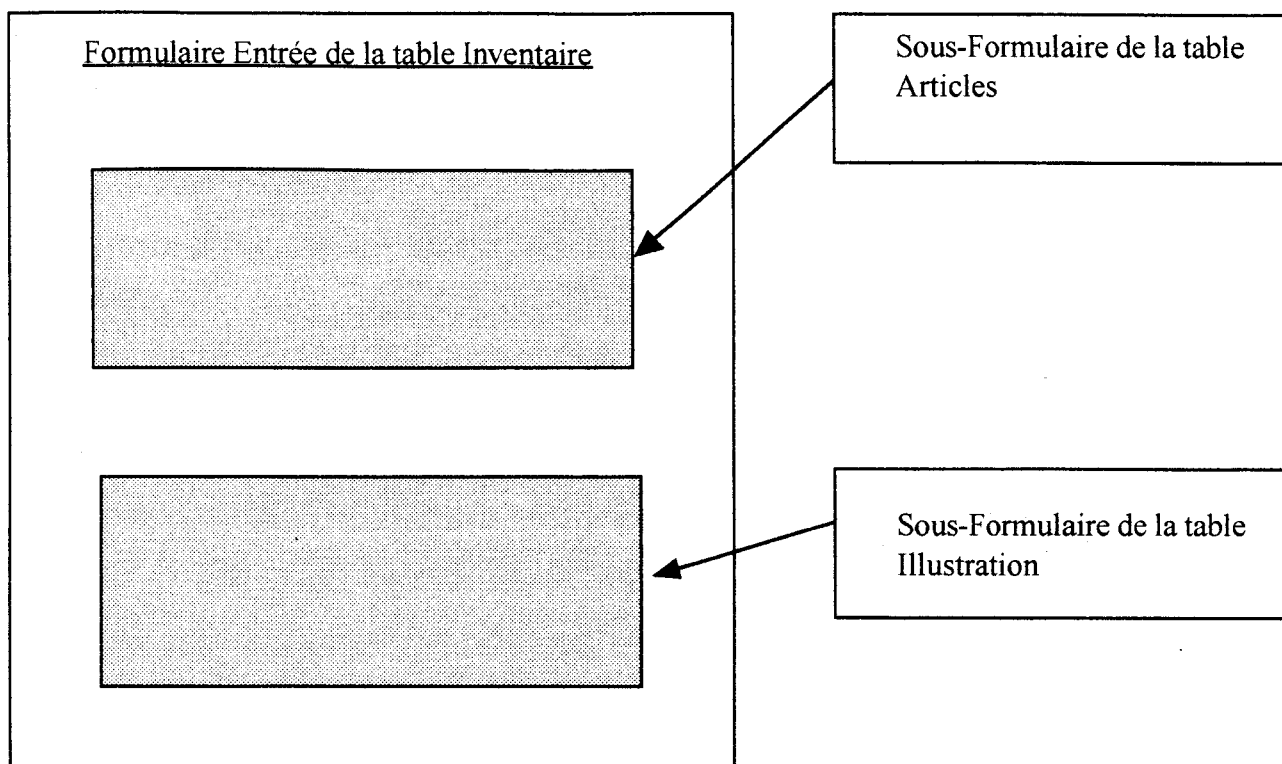 Formulaire Entrée de la table Inventaire
Sous-Formulaire de la table
Articles
Sous-Formulaire de la table
Illustration